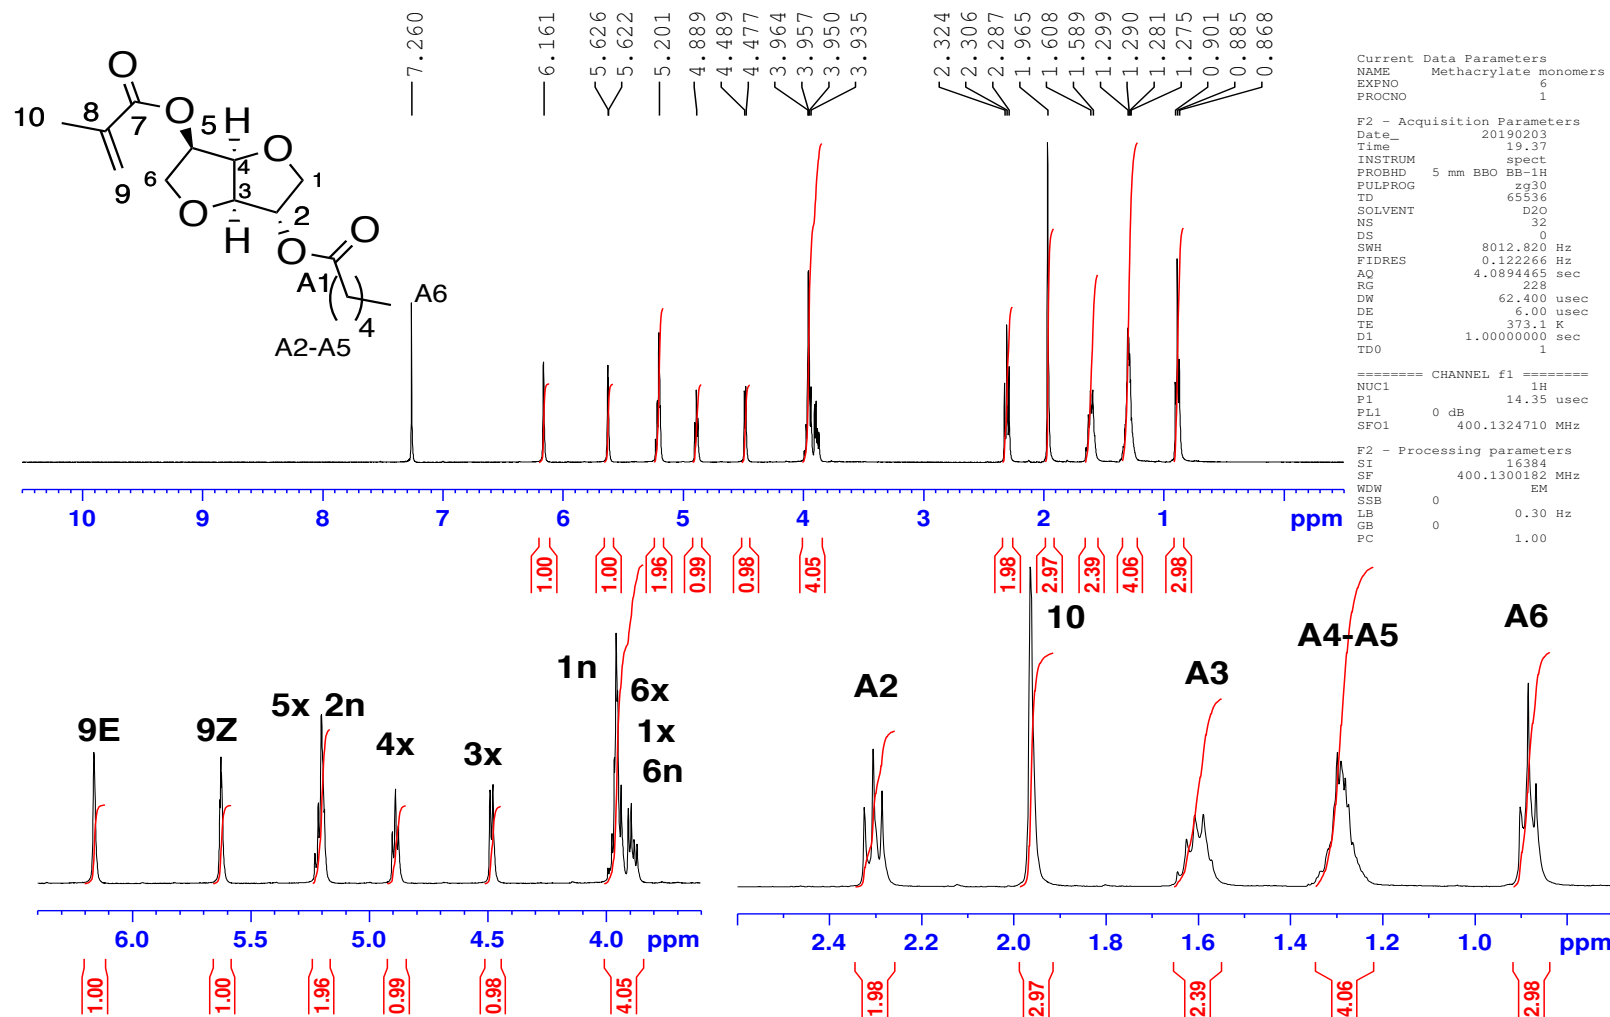 7.260
6.161
5.626
5.622
5.201
4.889
4.489
4.477
3.964
3.957
3.950
3.935
2.324
2.306
2.287
1.965
1.608
1.589
1.299
1.290
1.281
1.275
0.901
0.885
0.868
O
10
8
7
O
5
H
9
6
4
O
1
3
O
2
H
O
O
A1
4
A6
A2-A5
Current Data Parameters
NAME Methacrylate monomers
EXPNO 6
PROCNO 1
F2 - Acquisition Parameters
Date_ 20190203
Time 19.37
INSTRUM spect
PROBHD 5 mm BBO BB-1H
PULPROG zg30
TD 65536
SOLVENT D2O
NS 32
DS 0
SWH 8012.820 Hz
FIDRES 0.122266 Hz
AQ 4.0894465 sec
RG 228
DW 62.400 usec
DE 6.00 usec
TE 373.1 K
D1 1.00000000 sec
TD0 1
======== CHANNEL f1 ========
NUC1 1H
P1 14.35 usec
PL1 0 dB
SFO1 400.1324710 MHz
F2 - Processing parameters
SI 16384
SF 400.1300182 MHz
WDW EM
SSB 0
LB 0.30 Hz
GB 0
PC 1.00
10 9 8 7 6 5 4 3 2 1 ppm
1.00 1.00 1.96 0.99 0.98 4.05 1.98 2.97 2.39 4.06 2.98
9E
9Z
5x 2n
4x
3x
1n
6x
1x
6n
6.0 5.5 5.0 4.5 4.0 ppm
1.00 1.00 1.96 0.99 0.98 4.05
A2
10
A3
A4-A5
A6
2.4 2.2 2.0 1.8 1.6 1.4 1.2 1.0 ppm
1.98 2.97 2.39 4.06 2.98